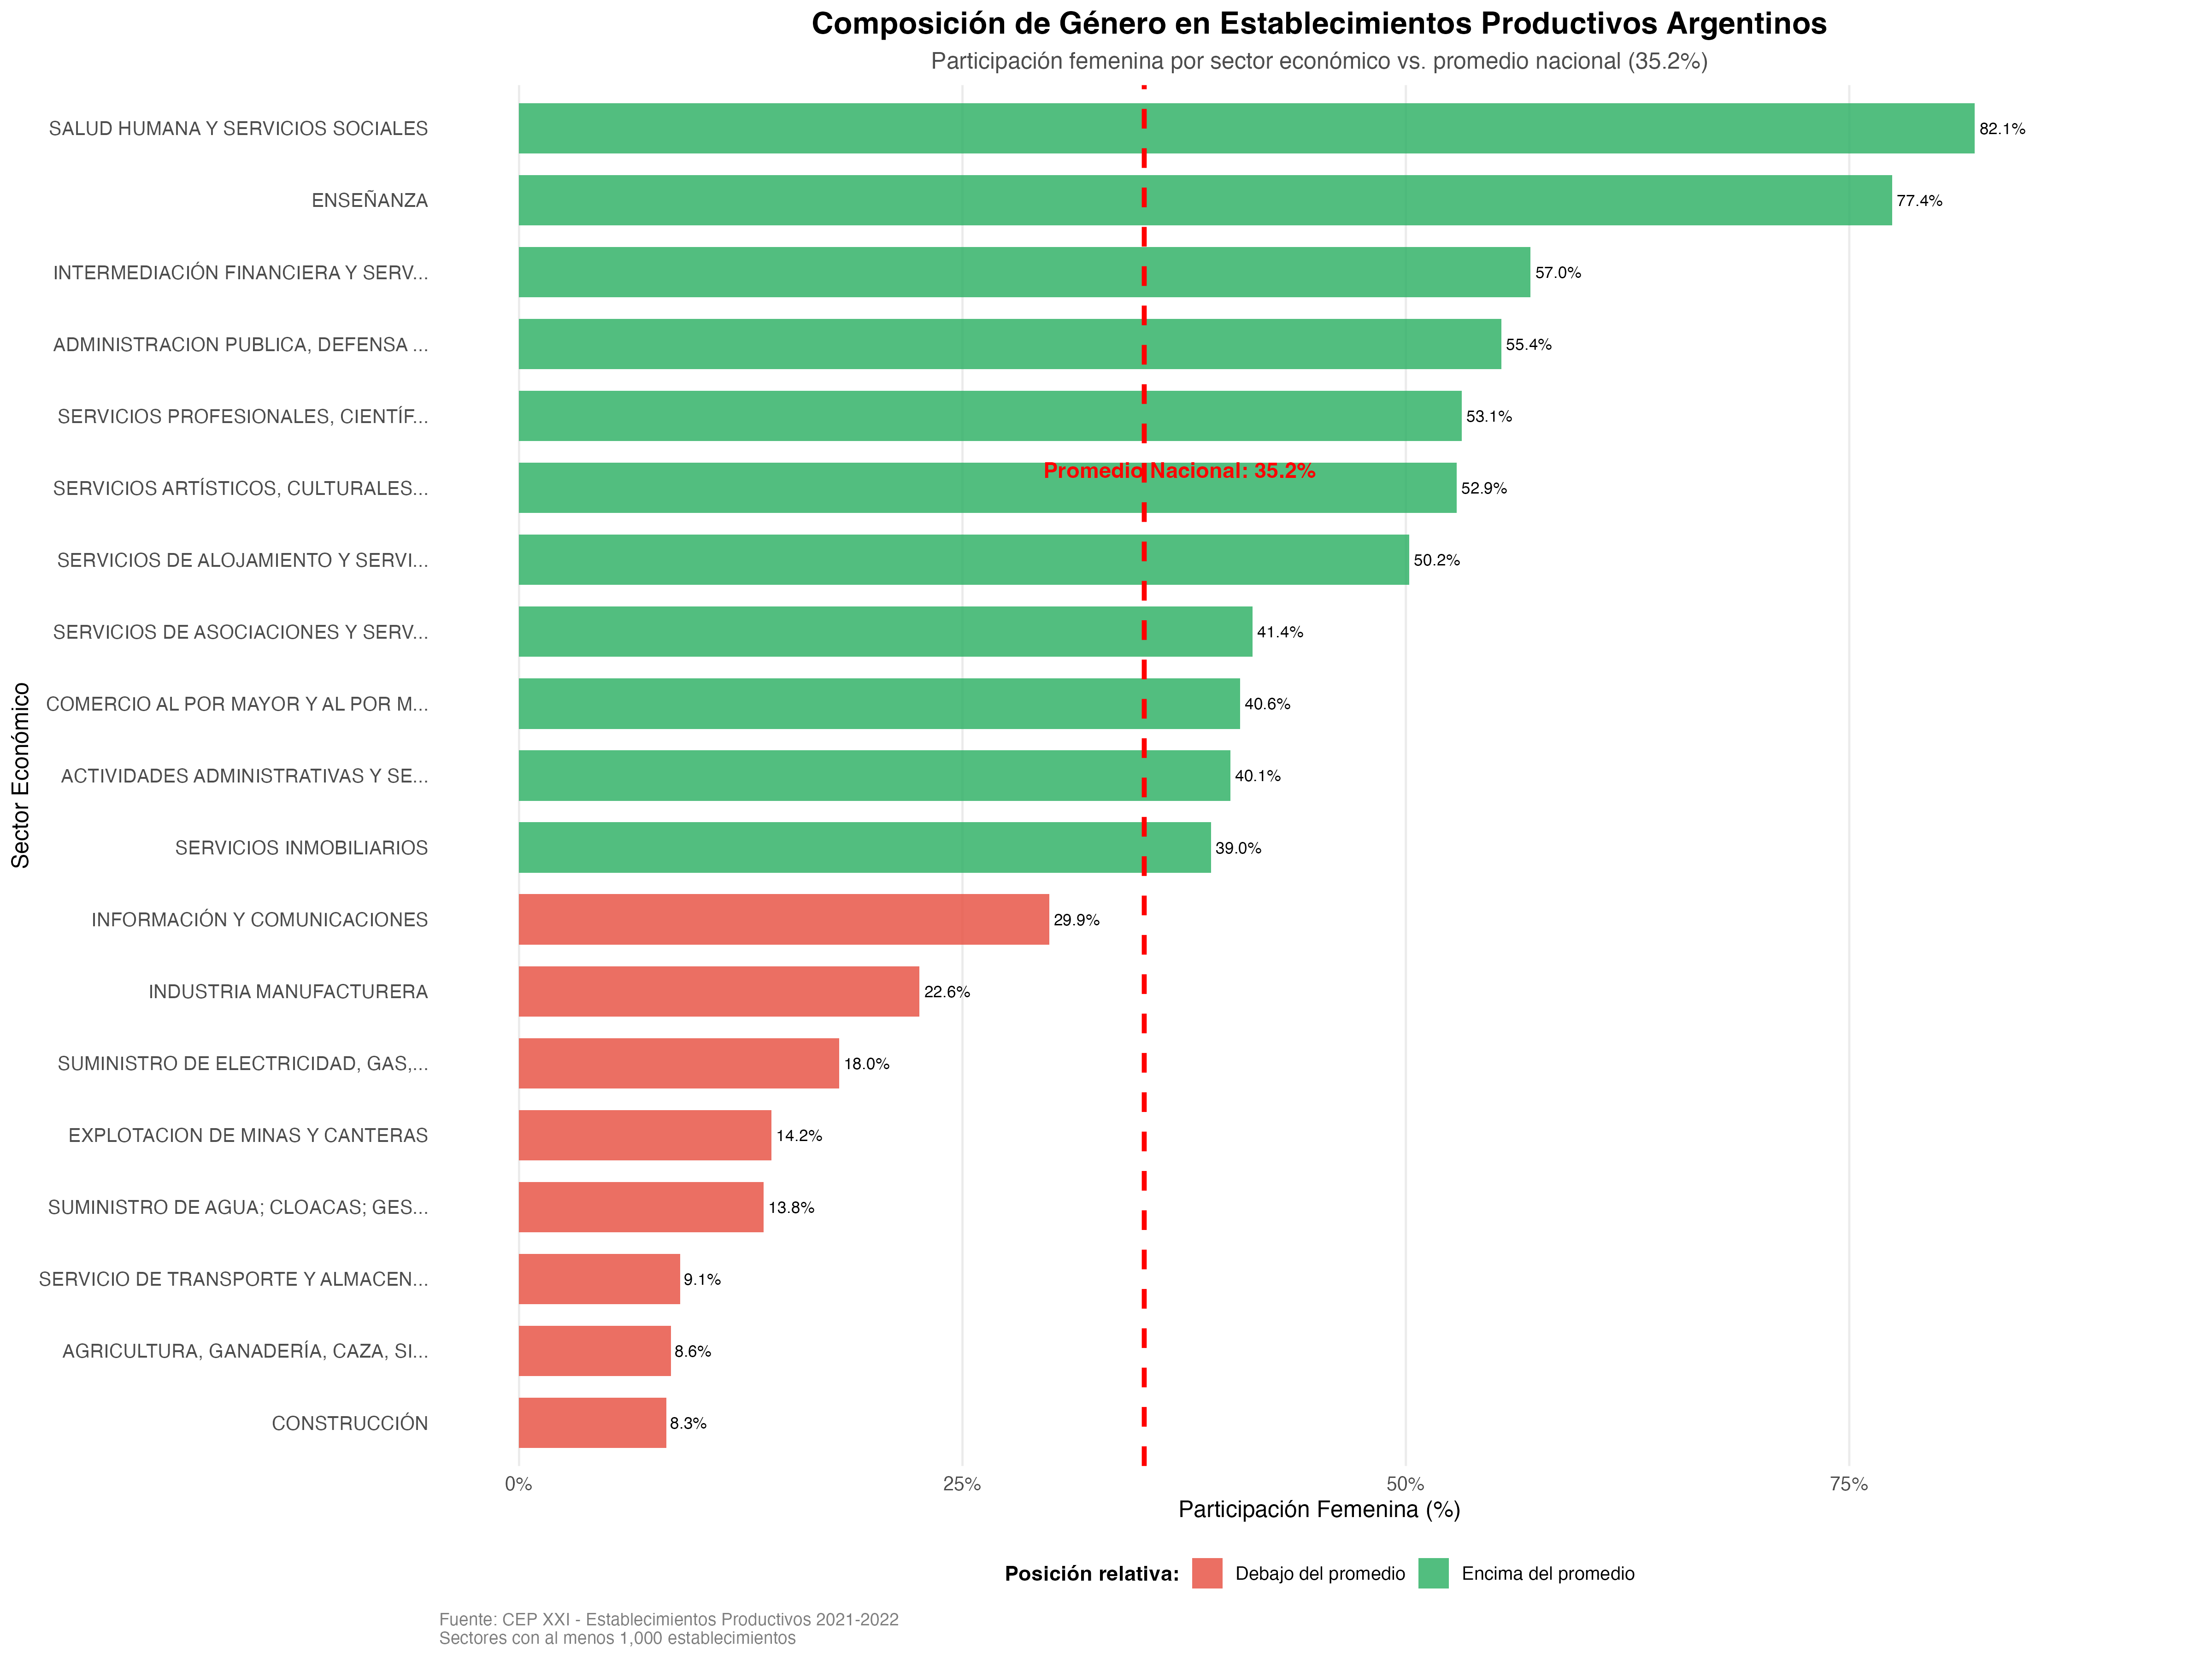 Composición de Género en Establecimientos Productivos Argentinos
Participación femenina por sector económico vs. promedio nacional (35.2%)
SALUD HUMANA Y SERVICIOS SOCIALES 82.1%
ENSEÑANZA 77.4%
INTERMEDIACIÓN FINANCIERA Y SERV... 57.0%
ADMINISTRACION PUBLICA, DEFENSA ... 55.4%
SERVICIOS PROFESIONALES, CIENTÍF... 53.1%
Promedio Nacional: 35.2%
SERVICIOS ARTÍSTICOS, CULTURALES... 52.9%
SERVICIOS DE ALOJAMIENTO Y SERVI... 50.2%
SERVICIOS DE ASOCIACIONES Y SERV... 41.4%
COMERCIO AL POR MAYOR Y AL POR M... 40.6%
ACTIVIDADES ADMINISTRATIVAS Y SE... 40.1%
SERVICIOS INMOBILIARIOS 39.0%
INFORMACIÓN Y COMUNICACIONES 29.9%
INDUSTRIA MANUFACTURERA 22.6%
SUMINISTRO DE ELECTRICIDAD, GAS,... 18.0%
EXPLOTACION DE MINAS Y CANTERAS 14.2%
SUMINISTRO DE AGUA; CLOACAS; GES... 13.8%
SERVICIO DE TRANSPORTE Y ALMACEN... 9.1%
AGRICULTURA, GANADERÍA, CAZA, SI... 8.6%
CONSTRUCCIÓN 8.3%
Sector Económico
0% 25% 50% 75%
Participación Femenina (%)
Posición relativa: Debajo del promedio Encima del promedio
Fuente: CEP XXI - Establecimientos Productivos 2021-2022
Sectores con al menos 1,000 establecimientos